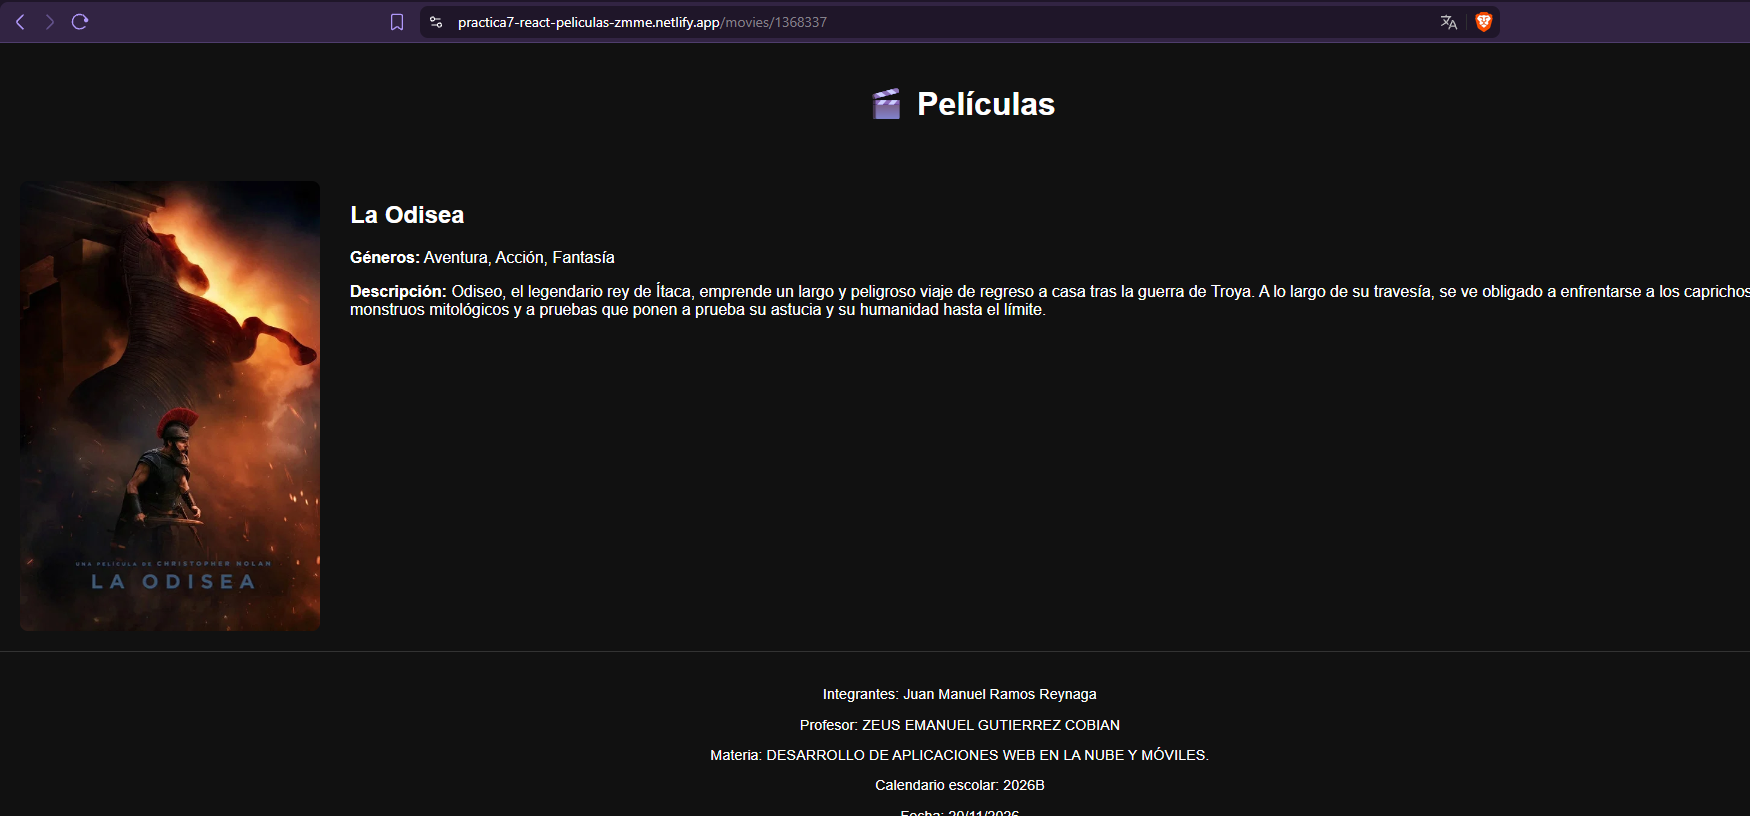 practica7-react-peliculas-zmme.netlify.app/movies/1368337
Películas
La Odisea
Géneros: Aventura, Acción, Fantasía
Descripción: Odiseo, el legendario rey de Ítaca, emprende un largo y peligroso viaje de regreso a casa tras la guerra de Troya. A lo largo de su travesía, se ve obligado a enfrentarse a los caprichos
monstruos mitológicos y a pruebas que ponen a prueba su astucia y su humanidad hasta el límite.
UNA PELÍCULA DE CHRISTOPHER NOLAN
LA ODISEA
Integrantes: Juan Manuel Ramos Reynaga
Profesor: ZEUS EMANUEL GUTIERREZ COBIAN
Materia: DESARROLLO DE APLICACIONES WEB EN LA NUBE Y MÓVILES.
Calendario escolar: 2026B
Fecha: 20/11/2026